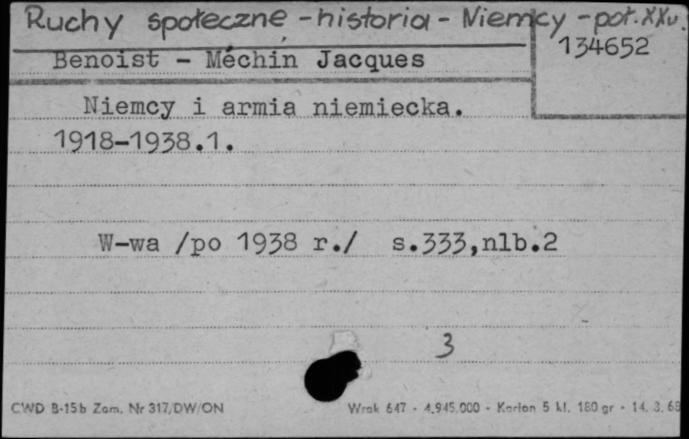 Ruchy społeczne - historia - Niemcy - poł. XXw.
134652
Benoist - Méchin Jacques
Niemcy i armia niemiecka.
1918-1938.1.
W-wa /po 1938 r./ s.333,nlb.2
3
CWD B-15b Zam. Nr 317/DW/ON Wrak 647 - 4.945.000 - Karton 5 kl. 180 gr - 14. 3. 68